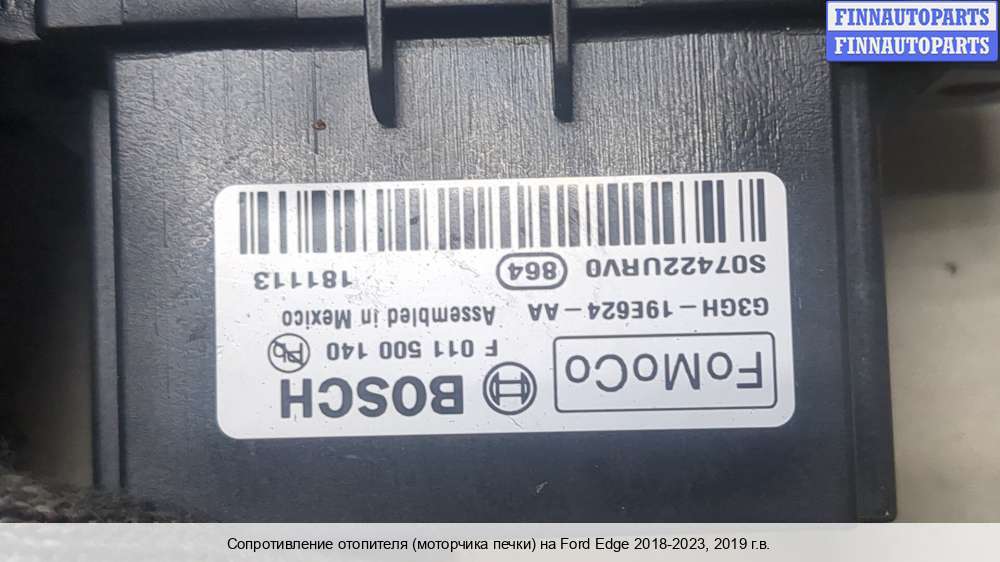 FINNAUTOPARTS
FINNAUTOPARTS
FoMoCo
BOSCH
F 011 500 140
Pb
G3GH-19E624-AA
Assembled in Mexico
S07422URV0
864
181113
Сопротивление отопителя (моторчика печки) на Ford Edge 2018-2023, 2019 г.в.